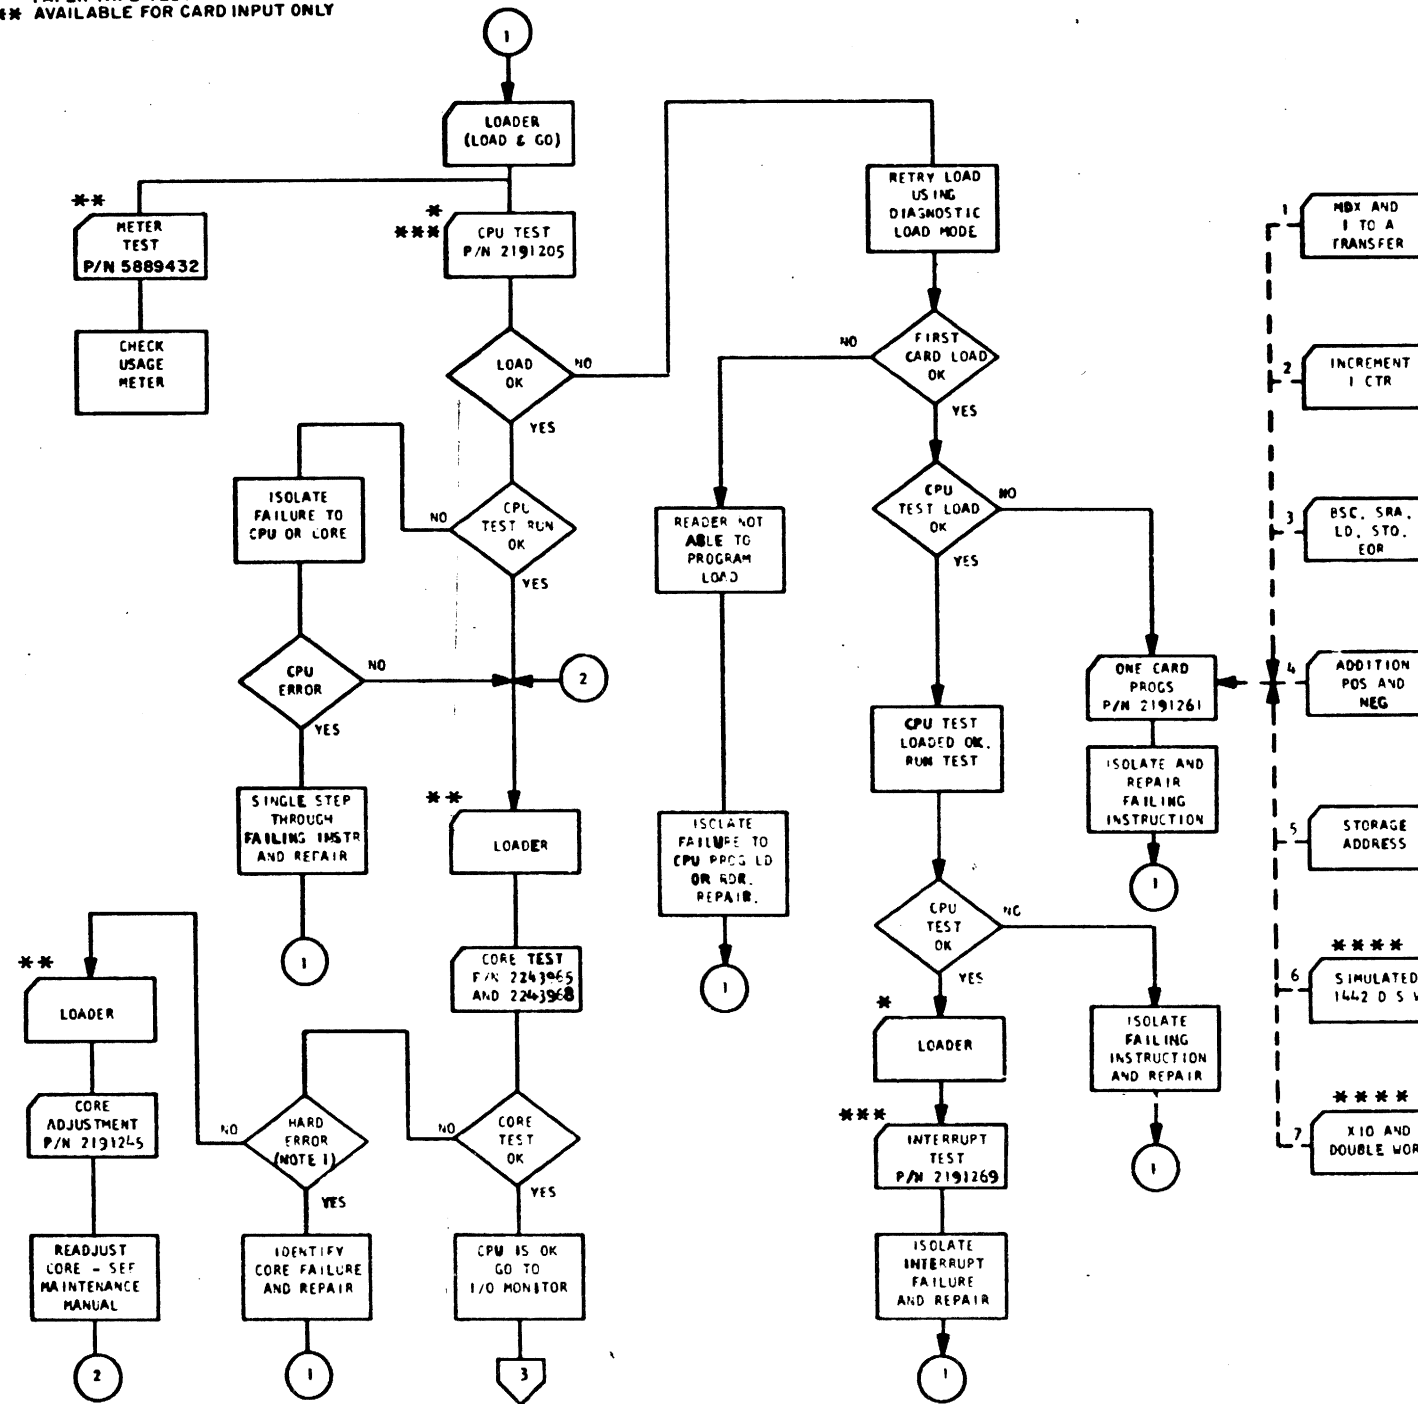 ** AVAILABLE FOR CARD INPUT ONLY
1
LOADER
(LOAD & GO)
**
METER
TEST
P/N 5889432
CHECK
USAGE
METER
*
***
CPU TEST
P/N 2191205
LOAD
OK
NO
YES
CPU
TEST RUN
OK
NO
YES
ISOLATE
FAILURE TO
CPU OR CORE
CPU
ERROR
NO
YES
2
SINGLE STEP
THROUGH
FAILING INSTR
AND REPAIR
1
**
LOADER
CORE TEST
P/N 2243965
AND 2243968
CORE
TEST
OK
NO
YES
HARD
ERROR
(NOTE 1)
NO
YES
**
LOADER
CORE
ADJUSTMENT
P/N 2191245
READJUST
CORE - SEE
MAINTENANCE
MANUAL
2
IDENTIFY
CORE FAILURE
AND REPAIR
1
CPU IS OK
GO TO
I/O MONITOR
3
RETRY LOAD
USING
DIAGNOSTIC
LOAD MODE
FIRST
CARD LOAD
OK
NO
YES
READER NOT
ABLE TO
PROGRAM
LOAD
ISOLATE
FAILURE TO
CPU PROG LD
OR RDR.
REPAIR.
1
CPU
TEST LOAD
OK
NO
YES
CPU TEST
LOADED OK.
RUN TEST
CPU
TEST
OK
NO
YES
*
LOADER
***
INTERRUPT
TEST
P/N 2191269
ISOLATE
INTERRUPT
FAILURE
AND REPAIR
1
ONE CARD
PROGS
P/N 2191261
ISOLATE AND
REPAIR
FAILING
INSTRUCTION
1
ISOLATE
FAILING
INSTRUCTION
AND REPAIR
1
1
MDX AND
I TO A
TRANSFER
2
INCREMENT
I CTR
3
BSC, SRA,
LD, STO,
EOR
4
ADDITION
POS AND
NEG
5
STORAGE
ADDRESS
****
6
SIMULATED
1442 D S
****
7
XIO AND
DOUBLE WOR